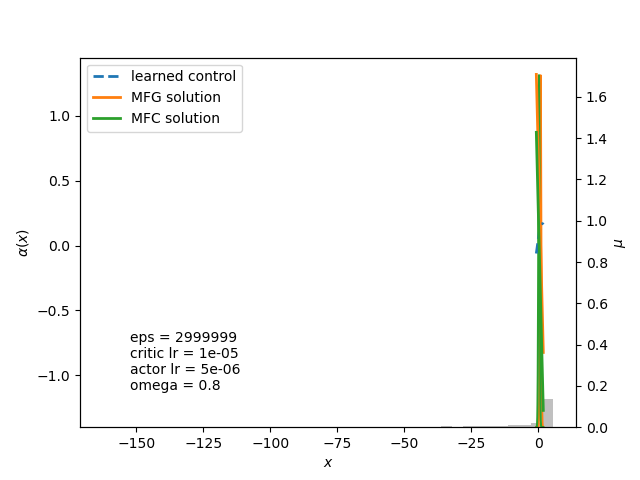 learned control
MFG solution
MFC solution
eps = 2999999
critic lr = 1e-05
actor lr = 5e-06
omega = 0.8
α(x)
1.0
0.5
0.0
−0.5
−1.0
1.6
1.4
1.2
1.0
0.8
0.6
0.4
0.2
0.0
μ
−150
−125
−100
−75
−50
−25
0
x